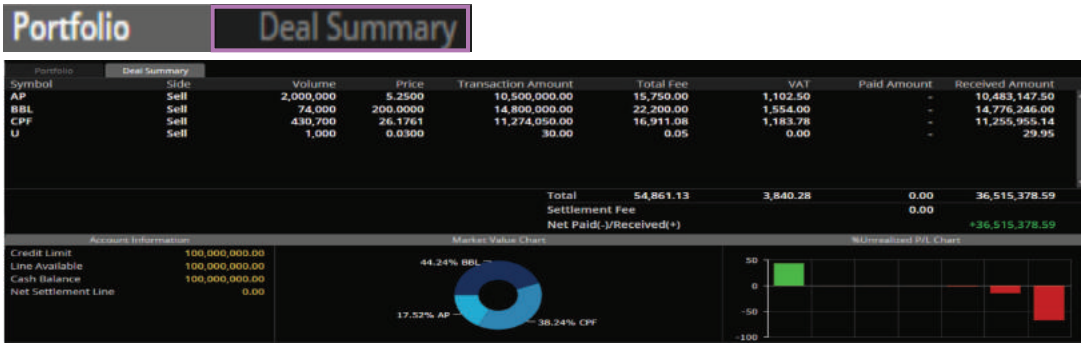 Portfolio Deal Summary
Portfolio Deal Summary
Symbol Side Volume Price Transaction Amount Total Fee VAT Paid Amount Received Amount
AP Sell 2,000,000 5.2500 10,500,000.00 15,750.00 1,102.50 - 10,483,147.50
BBL Sell 74,000 200.0000 14,800,000.00 22,200.00 1,554.00 - 14,776,246.00
CPF Sell 430,700 26.1761 11,274,050.00 16,911.08 1,183.78 - 11,255,955.14
U Sell 1,000 0.0300 30.00 0.05 0.00 - 29.95
Total 54,861.13 3,840.28 0.00 36,515,378.59
Settlement Fee 0.00
Net Paid(-)/Received(+) +36,515,378.59
Account Information Market Value Chart %Unrealized P/L Chart
Credit Limit 100,000,000.00
Line Available 100,000,000.00
Cash Balance 100,000,000.00
Net Settlement Line 0.00
44.24% BBL
17.52% AP
38.24% CPF
50
0
-50
-100